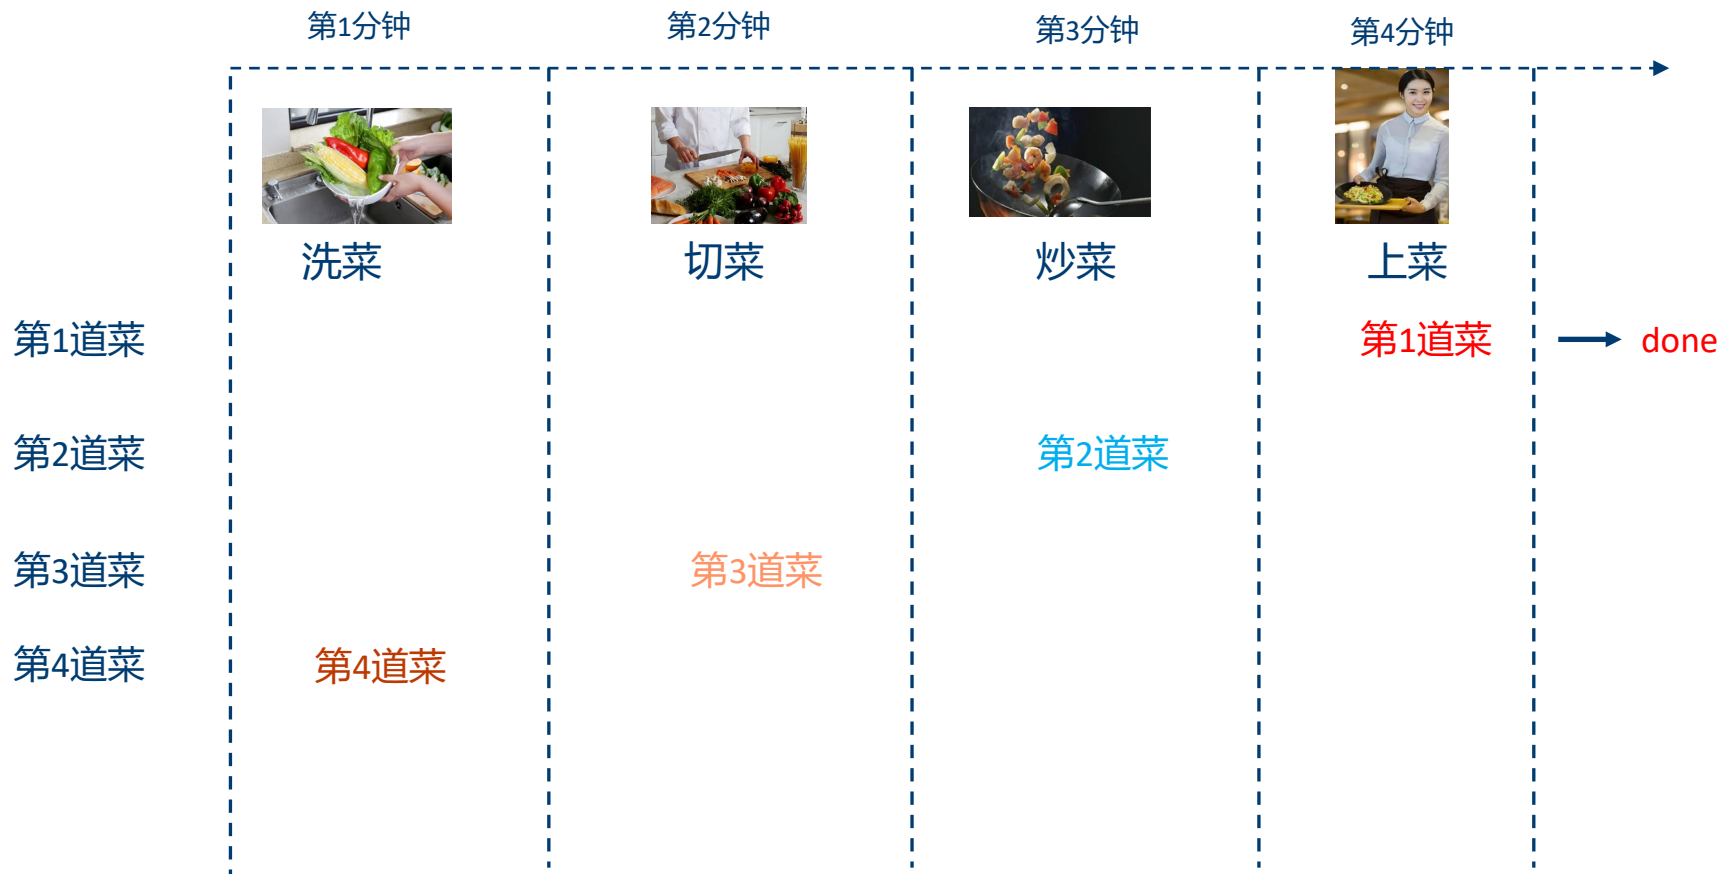 第1分钟
第2分钟
第3分钟
第4分钟
洗菜
切菜
炒菜
上菜
第1道菜
第1道菜
done
第2道菜
第2道菜
第3道菜
第3道菜
第4道菜
第4道菜